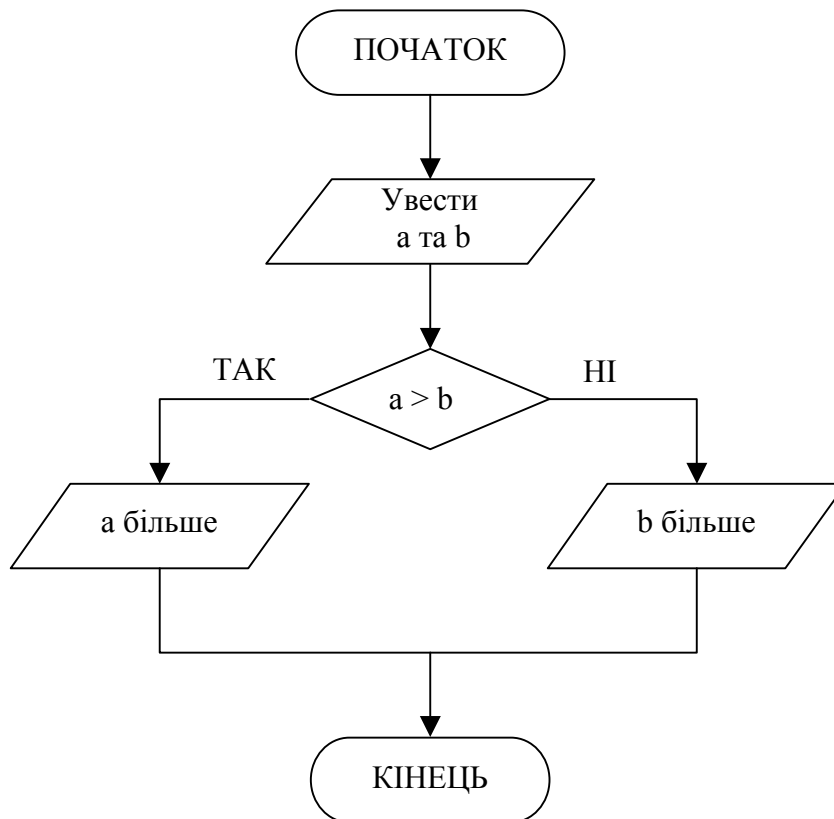 ПОЧАТОК
Увести
a та b
ТАК
НІ
a > b
a більше
b більше
КІНЕЦЬ